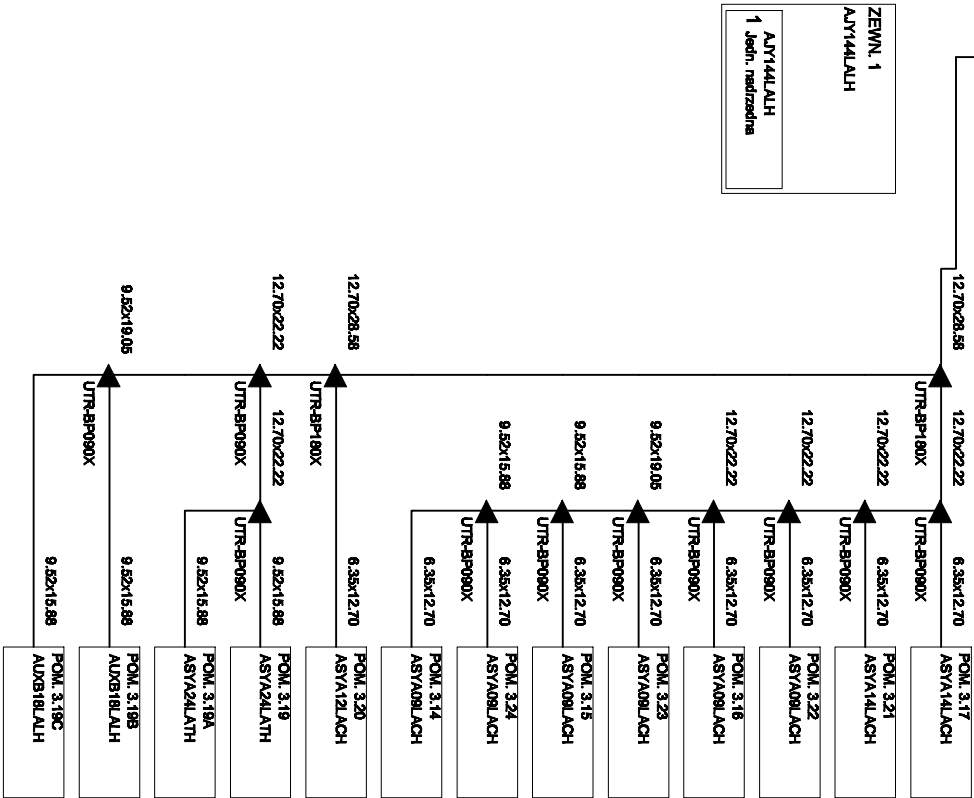 ZEWN. 1
AJY144LALH
AJY144LALH
1 Jedn. nadrzedna
12.70x28.58
UTR-BP180X
12.70x22.22
UTR-BP090X
6.35x12.70
POM. 3.17
ASYA14LACH
12.70x22.22
UTR-BP090X
6.35x12.70
POM. 3.21
ASYA14LACH
12.70x22.22
UTR-BP090X
6.35x12.70
POM. 3.22
ASYA09LACH
12.70x22.22
UTR-BP090X
6.35x12.70
POM. 3.16
ASYA09LACH
9.52x19.05
UTR-BP090X
6.35x12.70
POM. 3.23
ASYA09LACH
9.52x15.88
UTR-BP090X
6.35x12.70
POM. 3.15
ASYA09LACH
9.52x15.88
UTR-BP090X
6.35x12.70
POM. 3.24
ASYA09LACH
6.35x12.70
POM. 3.14
ASYA09LACH
12.70x28.58
UTR-BP180X
6.35x12.70
POM. 3.20
ASYA12LACH
12.70x22.22
UTR-BP090X
12.70x22.22
UTR-BP090X
9.52x15.88
POM. 3.19
ASYA24LATH
9.52x15.88
POM. 3.19A
ASYA24LATH
9.52x19.05
UTR-BP090X
9.52x15.88
POM. 3.19B
AUXB18LALH
9.52x15.88
POM. 3.19C
AUXB18LALH